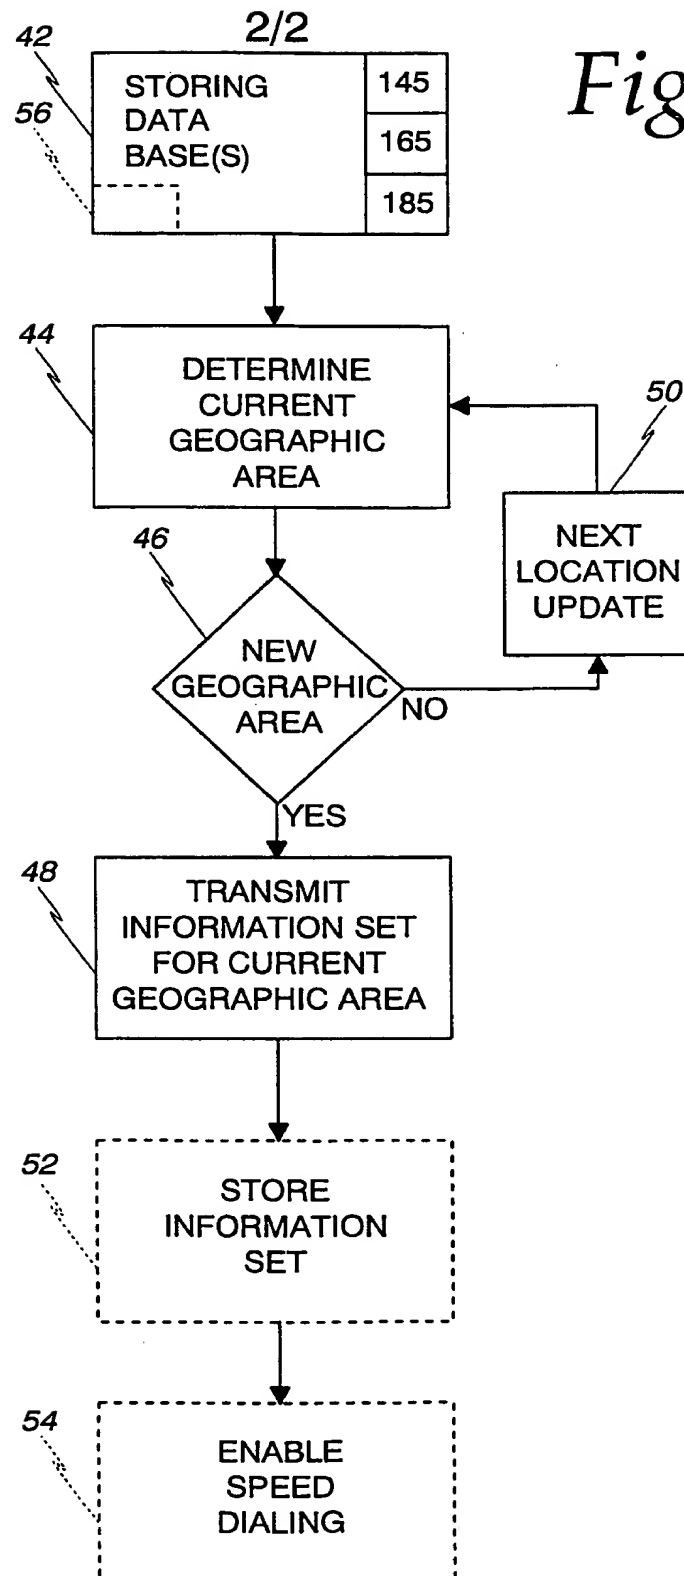 2/2
Fig
42
STORING
DATA
BASE(S)
145
165
185
56
44
DETERMINE
CURRENT
GEOGRAPHIC
AREA
50
NEXT
LOCATION
UPDATE
46
NEW
GEOGRAPHIC
AREA
NO
YES
48
TRANSMIT
INFORMATION SET
FOR CURRENT
GEOGRAPHIC AREA
52
STORE
INFORMATION
SET
54
ENABLE
SPEED
DIALING